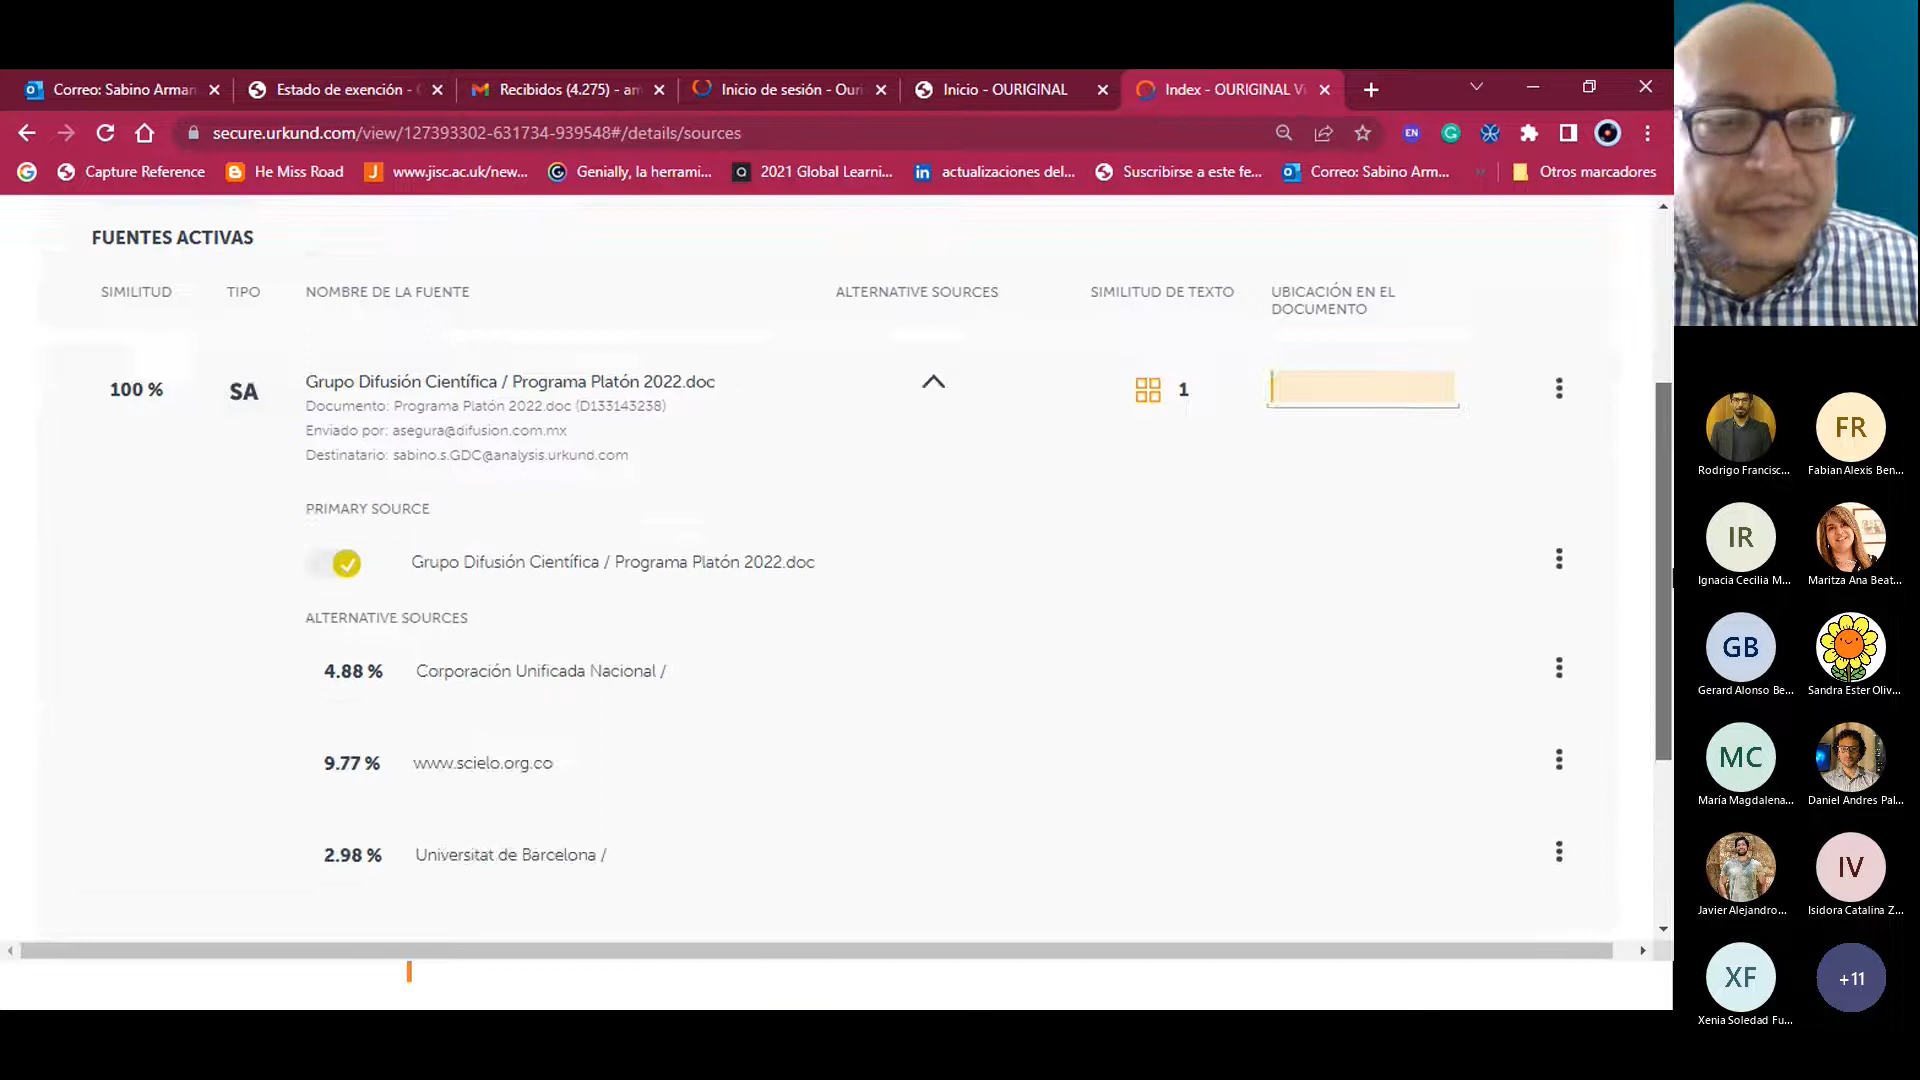 Correo: Sabino Arman
Estado de exención -
Recibidos (4.275) - am
Inicio de sesión - Ouri
Inicio - OURIGINAL
Index - OURIGINAL Vi
secure.urkund.com/view/127393302-631734-939548#/details/sources
EN
Capture Reference
He Miss Road
www.jisc.ac.uk/new...
Genially, la herrami...
2021 Global Learni...
actualizaciones del...
Suscribirse a este fe...
Correo: Sabino Arm...
Otros marcadores
FUENTES ACTIVAS
SIMILITUD TIPO NOMBRE DE LA FUENTE ALTERNATIVE SOURCES SIMILITUD DE TEXTO UBICACIÓN EN EL DOCUMENTO
100 % SA Grupo Difusión Científica / Programa Platón 2022.doc 1
Documento: Programa Platón 2022.doc (D133143238)
Enviado por: asegura@difusion.com.mx
Destinatario: sabino.s.GDC@analysis.urkund.com
PRIMARY SOURCE
Grupo Difusión Científica / Programa Platón 2022.doc
ALTERNATIVE SOURCES
4.88 % Corporación Unificada Nacional /
9.77 % www.scielo.org.co
2.98 % Universitat de Barcelona /
Rodrigo Francisc...
FR
Fabian Alexis Ben...
IR
Ignacia Cecilia M...
Maritza Ana Beat...
GB
Gerard Alonso Be...
Sandra Ester Oliv...
MC
María Magdalena...
Daniel Andres Pal...
Javier Alejandro...
IV
Isidora Catalina Z...
XF
Xenia Soledad Fu...
+11